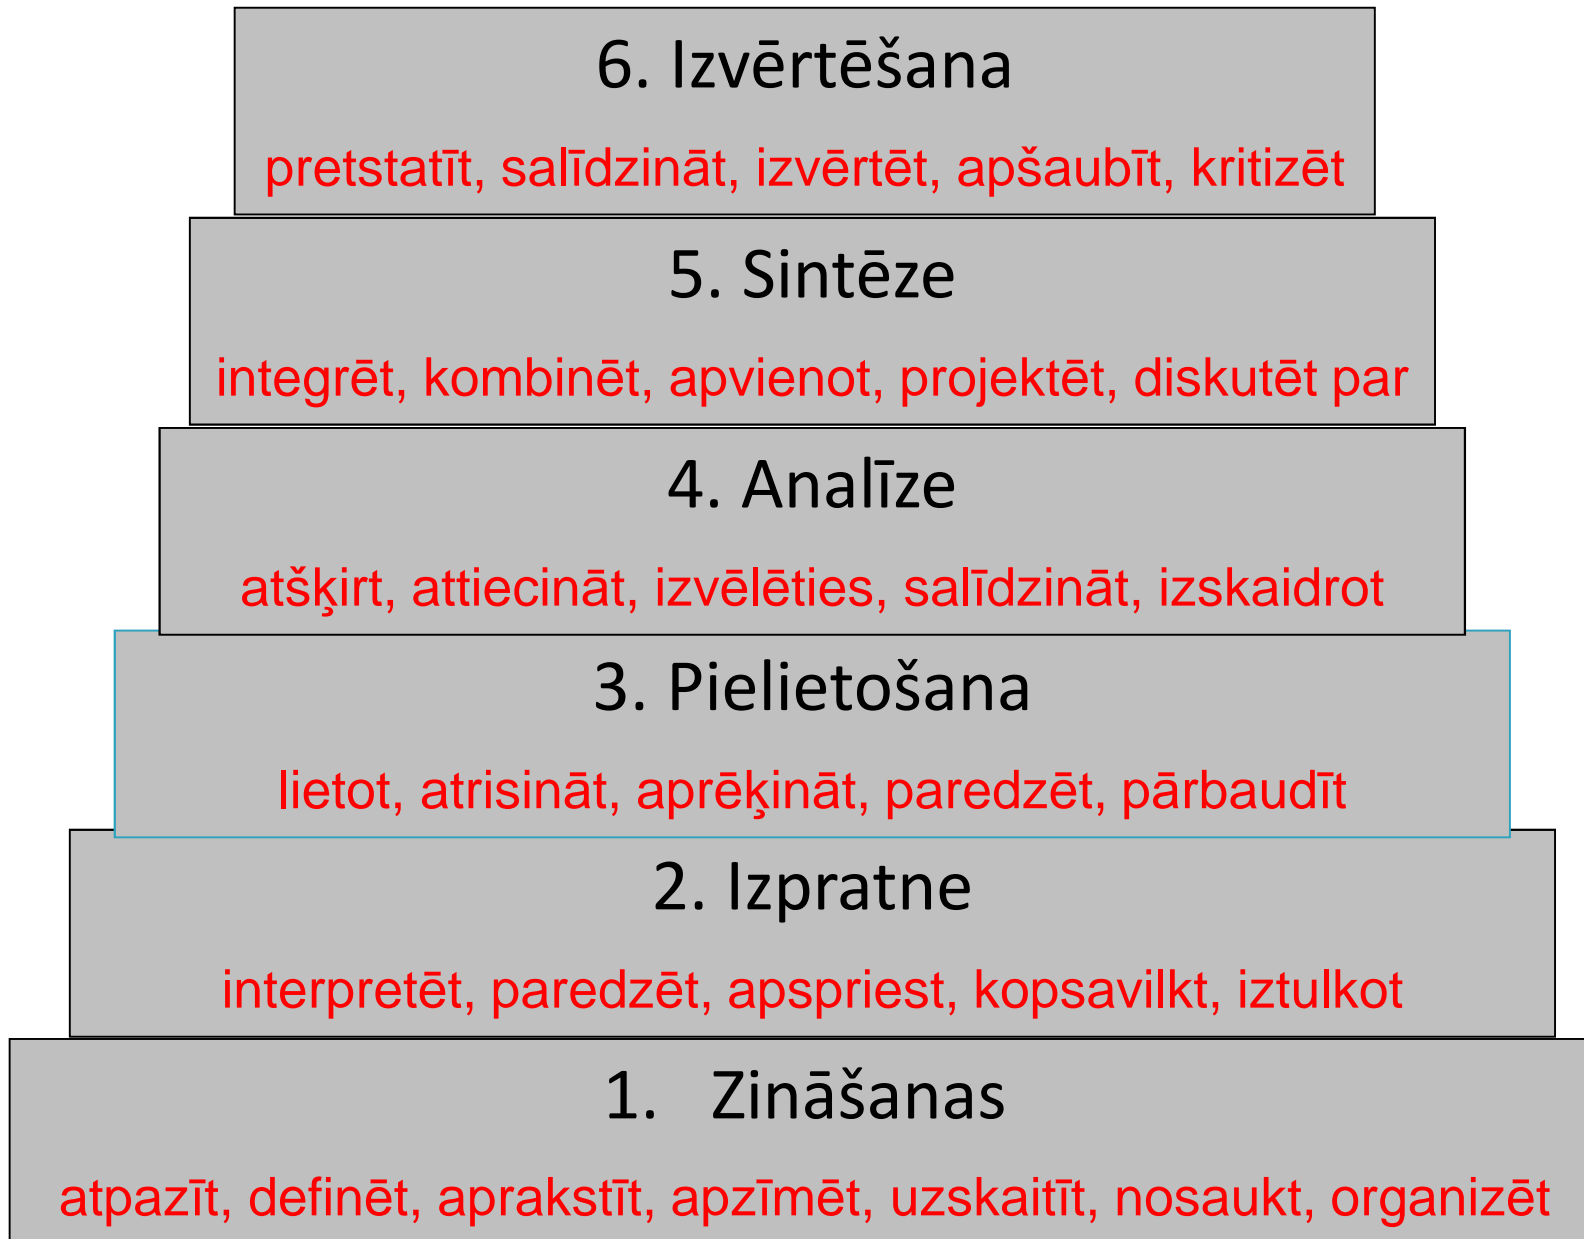 6. Izvērtēšana
pretstatīt, salīdzināt, izvērtēt, apšaubīt, kritizēt
5. Sintēze
integrēt, kombinēt, apvienot, projektēt, diskutēt par
4. Analīze
atšķirt, attiecināt, izvēlēties, salīdzināt, izskaidrot
3. Pielietošana
lietot, atrisināt, aprēķināt, paredzēt, pārbaudīt
2. Izpratne
interpretēt, paredzēt, apspriest, kopsavilkt, iztulkot
1. Zināšanas
atpazīt, definēt, aprakstīt, apzīmēt, uzskaitīt, nosaukt, organizēt